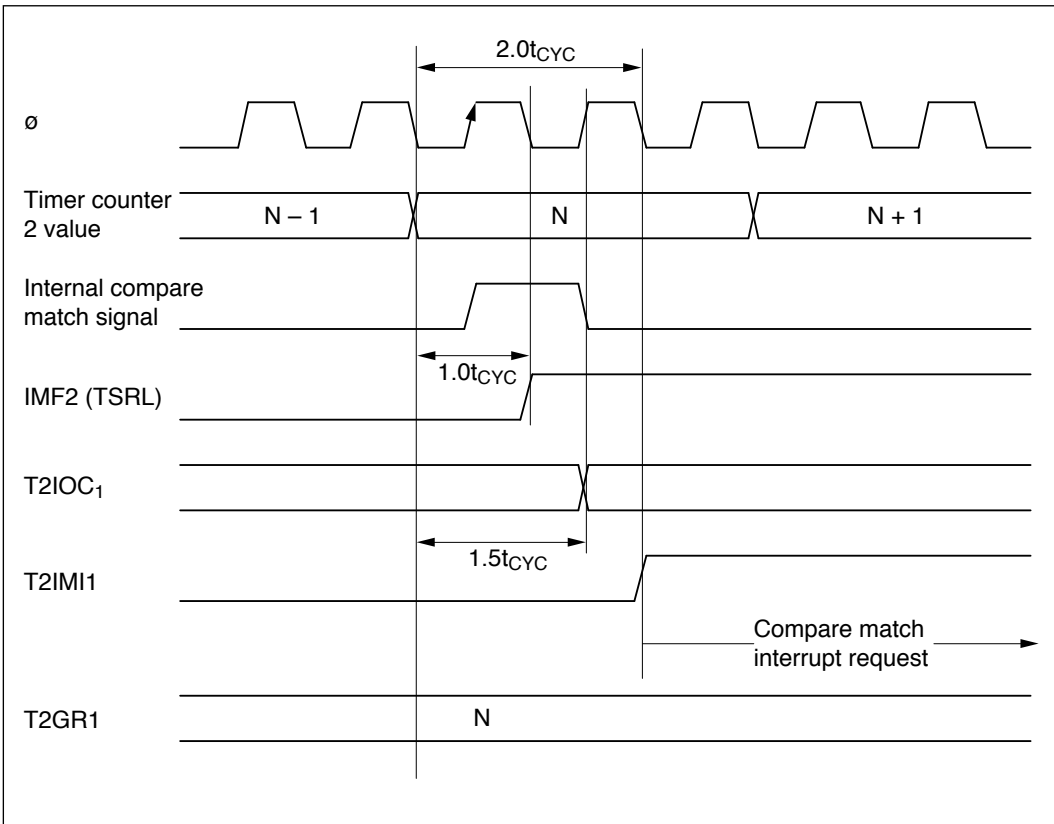 2.0tCYC
ø
Timer counter
2 value
N – 1
N
N + 1
Internal compare
match signal
1.0tCYC
IMF2 (TSRL)
T2IOC₁
1.5tCYC
T2IMI1
Compare match
interrupt request
T2GR1
N